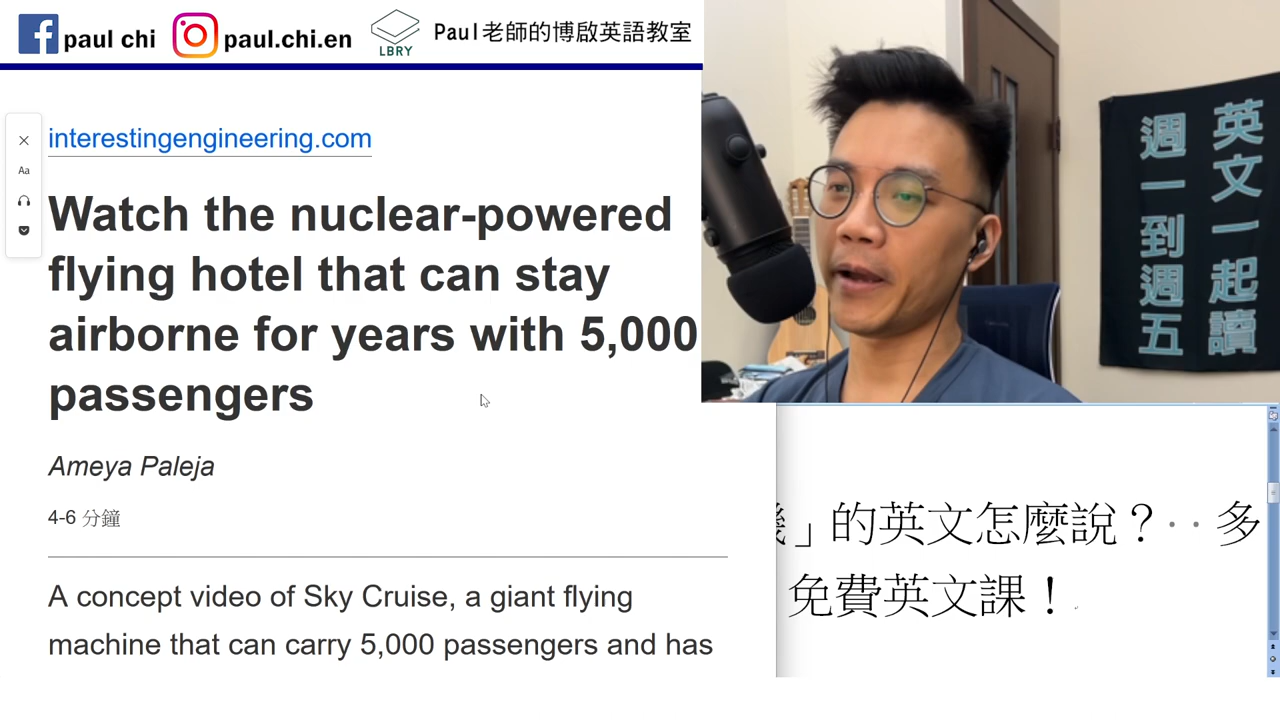 paul chi
paul.chi.en
LBRY
Paul老師的博啟英語教室
interestingengineering.com
Aa
Watch the nuclear-powered
flying hotel that can stay
airborne for years with 5,000
passengers
Ameya Paleja
4-6 分鐘
A concept video of Sky Cruise, a giant flying
machine that can carry 5,000 passengers and has
英文一起讀
週一到週五
」的英文怎麼說？‧‧多
免費英文課！